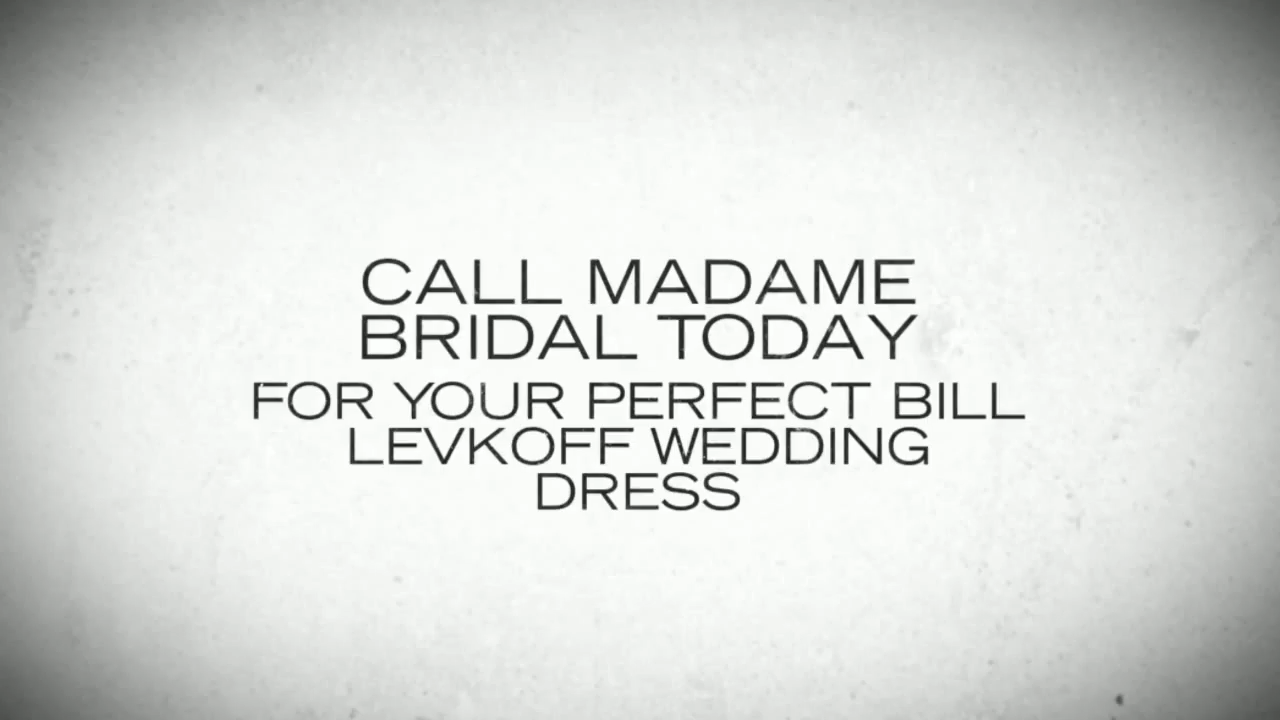 CALL MADAME
BRIDAL TODAY
FOR YOUR PERFECT BILL
LEVKOFF WEDDING
DRESS